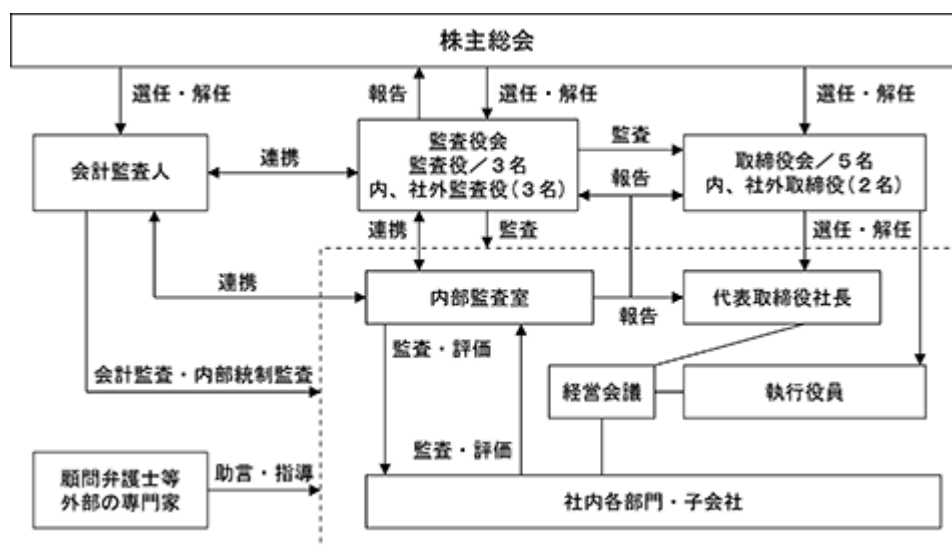 株主総会
選任・解任
報告
選任・解任
選任・解任
会計監査人
連携
監査役会
監査役／３名
内、社外監査役（３名）
監査
報告
取締役会／５名
内、社外取締役（２名）
連携
監査
選任・解任
連携
内部監査室
報告
代表取締役社長
監査・評価
会計監査・内部統制監査
経営会議
執行役員
監査・評価
顧問弁護士等
外部の専門家
助言・指導
社内各部門・子会社